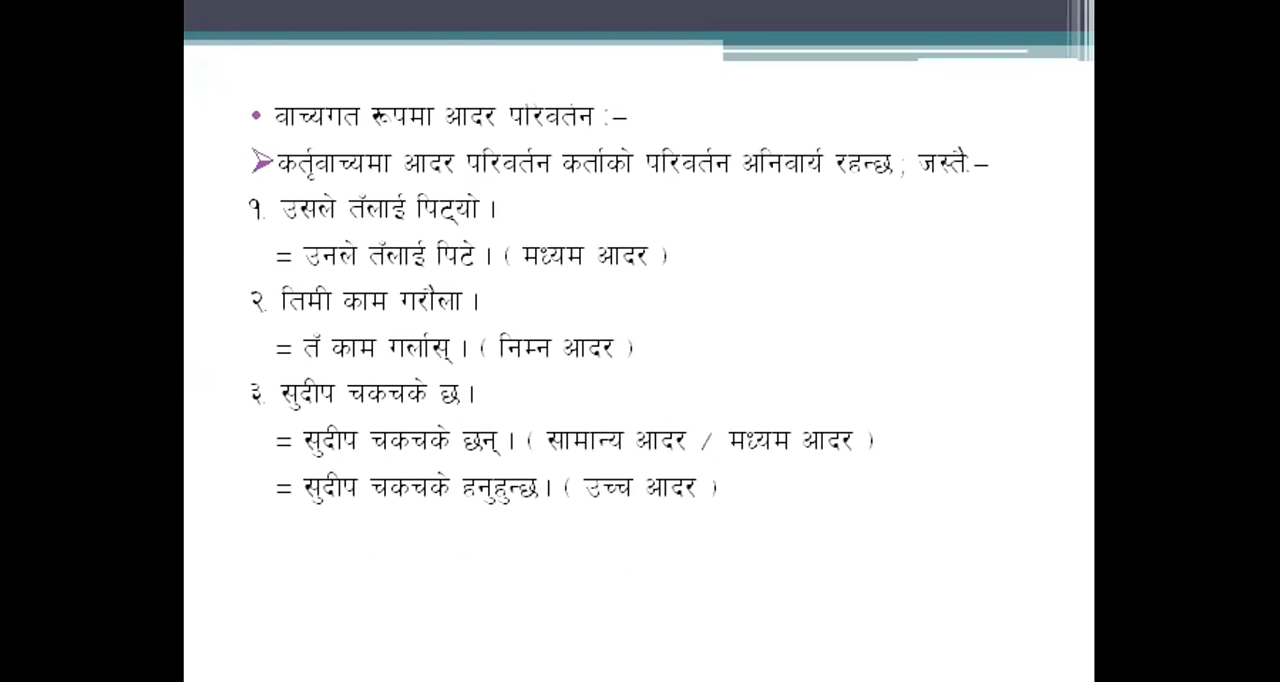 • वाच्यगत रूपमा आदर परिवर्तन :–
➢कर्तृवाच्यमा आदर परिवर्तन कर्ताको परिवर्तन अनिवार्य रहन्छ ; जस्तै:–
१. उसले तँलाई पिट्यो ।
= उनले तँलाई पिटे । ( मध्यम आदर )
२. तिमी काम गरौला ।
= तँ काम गर्लास् । ( निम्न आदर )
३. सुदीप चकचके छ ।
= सुदीप चकचके छन् । ( सामान्य आदर / मध्यम आदर )
= सुदीप चकचके हनुहुन्छ । ( उच्च आदर )